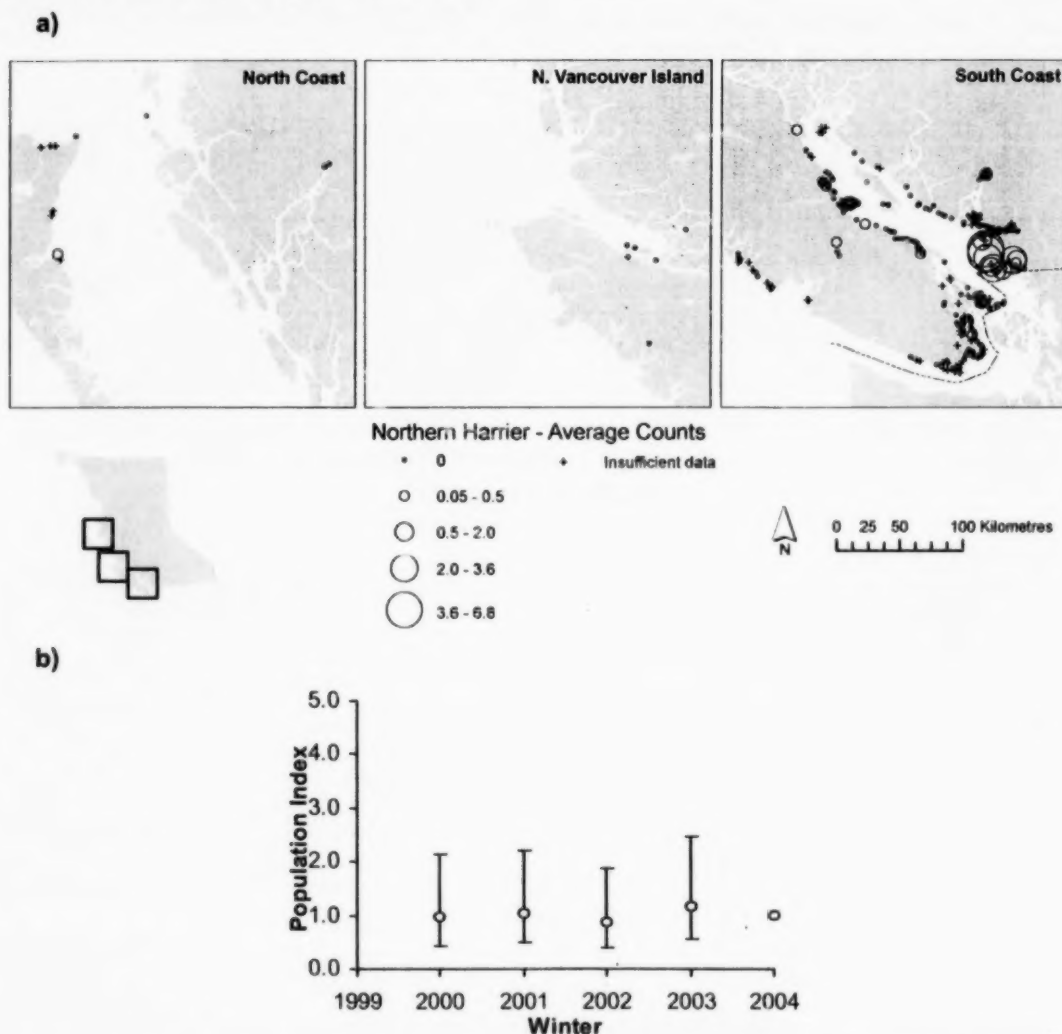 a)
North Coast
N. Vancouver Island
South Coast
Northern Harrier - Average Counts
0
+ Insufficient data
0.05 - 0.5
0.5 - 2.0
2.0 - 3.6
3.6 - 6.8
N
0 25 50 100 Kilometres
b)
Population Index
5.0
4.0
3.0
2.0
1.0
0.0
1999 2000 2001 2002 2003 2004
Winter